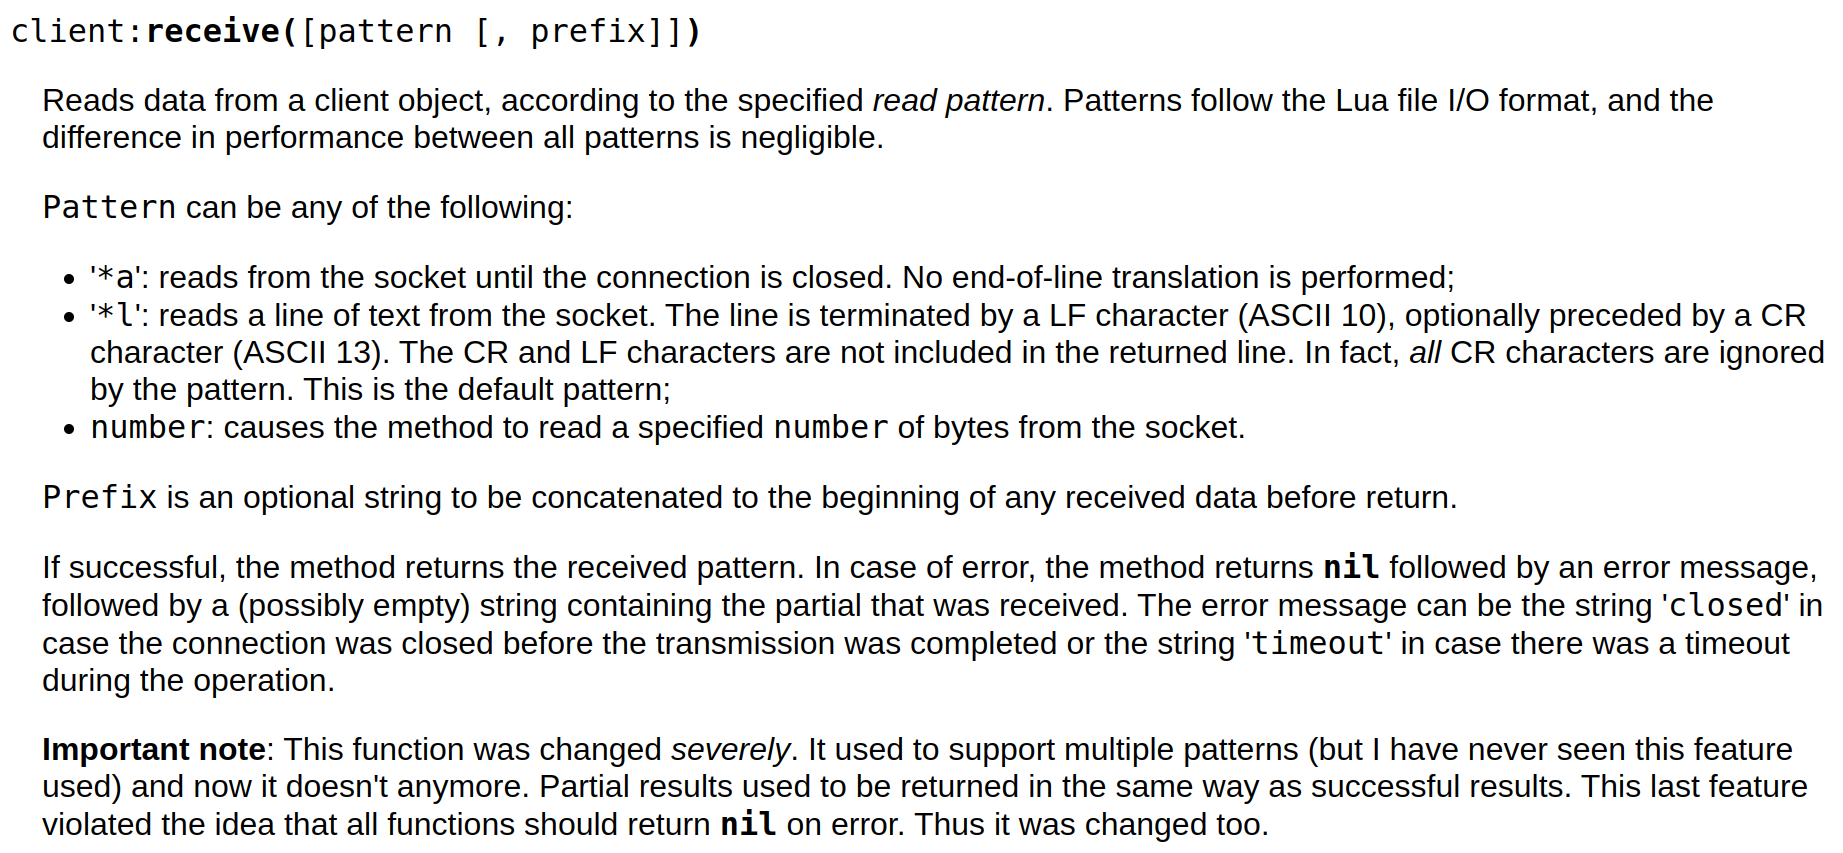 client:receive([pattern [, prefix]])
Reads data from a client object, according to the specified read pattern. Patterns follow the Lua file I/O format, and the
difference in performance between all patterns is negligible.
Pattern can be any of the following:
• '*a': reads from the socket until the connection is closed. No end-of-line translation is performed;
• '*l': reads a line of text from the socket. The line is terminated by a LF character (ASCII 10), optionally preceded by a CR
character (ASCII 13). The CR and LF characters are not included in the returned line. In fact, all CR characters are ignored
by the pattern. This is the default pattern;
• number: causes the method to read a specified number of bytes from the socket.
Prefix is an optional string to be concatenated to the beginning of any received data before return.
If successful, the method returns the received pattern. In case of error, the method returns nil followed by an error message,
followed by a (possibly empty) string containing the partial that was received. The error message can be the string 'closed' in
case the connection was closed before the transmission was completed or the string 'timeout' in case there was a timeout
during the operation.
Important note: This function was changed severely. It used to support multiple patterns (but I have never seen this feature
used) and now it doesn't anymore. Partial results used to be returned in the same way as successful results. This last feature
violated the idea that all functions should return nil on error. Thus it was changed too.